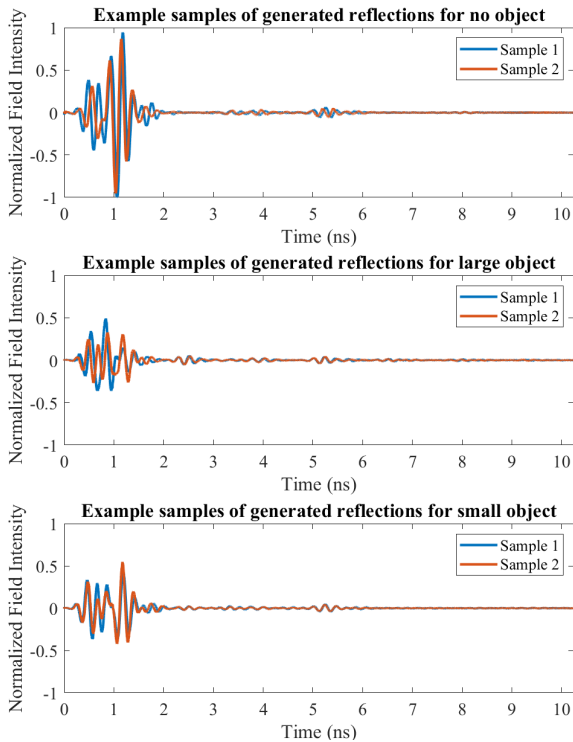 Example samples of generated reflections for no object
Normalized Field Intensity
1
0.5
0
-0.5
-1
Sample 1
Sample 2
0 1 2 3 4 5 6 7 8 9 10
Time (ns)
Example samples of generated reflections for large object
Normalized Field Intensity
1
0.5
0
-0.5
-1
Sample 1
Sample 2
0 1 2 3 4 5 6 7 8 9 10
Time (ns)
Example samples of generated reflections for small object
Normalized Field Intensity
1
0.5
0
-0.5
-1
Sample 1
Sample 2
0 1 2 3 4 5 6 7 8 9 10
Time (ns)